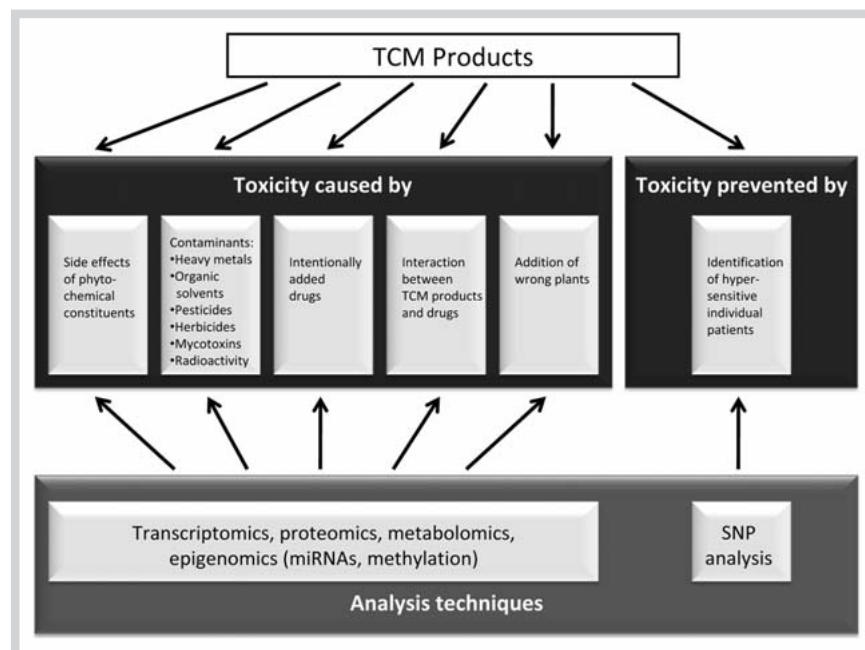 TCM Products
Toxicity caused by
Toxicity prevented by
Side effects
of phyto-
chemical
constituents
Contaminants:
•Heavy metals
•Organic
solvents
•Pesticides
•Herbicides
•Mycotoxins
•Radioactivity
Intentionally
added
drugs
Interaction
between
TCM products
and drugs
Addition of
wrong plants
Identification
of hyper-
sensitive
individual
patients
Transcriptomics, proteomics, metabolomics,
epigenomics (miRNAs, methylation)
SNP
analysis
Analysis techniques